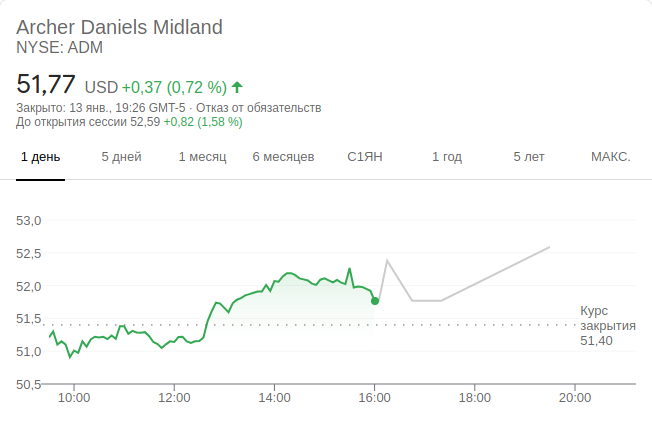 Archer Daniels Midland
NYSE: ADM
51,77 USD +0,37 (0,72 %)
Закрыто: 13 янв., 19:26 GMT-5 · Отказ от обязательств
До открытия сессии 52,59 +0,82 (1,58 %)
1 день 5 дней 1 месяц 6 месяцев С1ЯН 1 год 5 лет МАКС.
53,0
52,5
52,0
51,5
51,0
50,5
Курс
закрытия
51,40
10:00 12:00 14:00 16:00 18:00 20:00